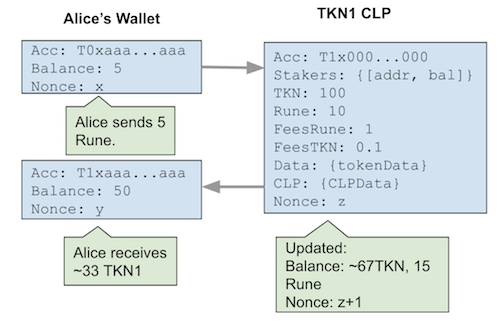 Alice's Wallet
Acc: T0xaaa...aaa
Balance: 5
Nonce: x
Alice sends 5
Rune.
Acc: T1xaaa...aaa
Balance: 50
Nonce: y
Alice receives
~33 TKN1
TKN1 CLP
Acc: T1x000...000
Stakers: {[addr, bal]}
TKN: 100
Rune: 10
FeesRune: 1
FeesTKN: 0.1
Data: {tokenData}
CLP: {CLPData}
Nonce: z
Updated:
Balance: ~67TKN, 15
Rune
Nonce: z+1